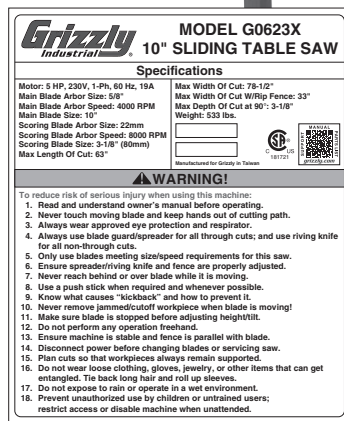 Grizzly
Industrial
MODEL G0623X
10" SLIDING TABLE SAW
Specifications
Motor: 5 HP, 230V, 1-Ph, 60 Hz, 19A
Main Blade Arbor Size: 5/8"
Main Blade Arbor Speed: 4000 RPM
Main Blade Size: 10"
Scoring Blade Arbor Size: 22mm
Scoring Blade Arbor Speed: 8000 RPM
Scoring Blade Size: 3-1/8" (80mm)
Max Length Of Cut: 63"
Max Width Of Cut: 78-1/2"
Max Width Of Cut W/Rip Fence: 33"
Max Depth Of Cut at 90°: 3-1/8"
Weight: 533 lbs.
Manufactured for Grizzly in Taiwan
C US
181721
MANUAL
SUPPORT
PARTS LIST
grizzly.com
WARNING!
To reduce risk of serious injury when using this machine:
1. Read and understand owner's manual before operating.
2. Never touch moving blade and keep hands out of cutting path.
3. Always wear approved eye protection and respirator.
4. Always use blade guard/spreader for all through cuts; and use riving knife
for all non-through cuts.
5. Only use blades meeting size/speed requirements for this saw.
6. Ensure spreader/riving knife and fence are properly adjusted.
7. Never reach behind or over blade while it is moving.
8. Use a push stick when required and whenever possible.
9. Know what causes "kickback" and how to prevent it.
10. Never remove jammed/cutoff workpiece when blade is moving!
11. Make sure blade is stopped before adjusting height/tilt.
12. Do not perform any operation freehand.
13. Ensure machine is stable and fence is parallel with blade.
14. Disconnect power before changing blades or servicing saw.
15. Plan cuts so that workpieces always remain supported.
16. Do not wear loose clothing, gloves, jewelry, or other items that can get
entangled. Tie back long hair and roll up sleeves.
17. Do not expose to rain or operate in a wet environment.
18. Prevent unauthorized use by children or untrained users;
restrict access or disable machine when unattended.